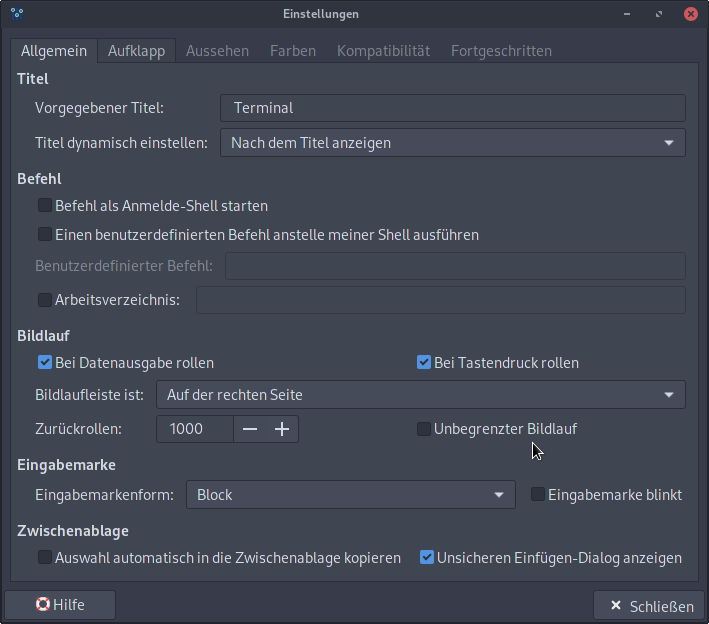 Einstellungen
Allgemein Aufklapp Aussehen Farben Kompatibilität Fortgeschritten
Titel
Vorgegebener Titel: Terminal
Titel dynamisch einstellen: Nach dem Titel anzeigen
Befehl
Befehl als Anmelde-Shell starten
Einen benutzerdefinierten Befehl anstelle meiner Shell ausführen
Benutzerdefinierter Befehl:
Arbeitsverzeichnis:
Bildlauf
Bei Datenausgabe rollen Bei Tastendruck rollen
Bildlaufleiste ist: Auf der rechten Seite
Zurückrollen: 1000 Unbegrenzter Bildlauf
Eingabemarke
Eingabemarkenform: Block Eingabemarke blinkt
Zwischenablage
Auswahl automatisch in die Zwischenablage kopieren Unsicheren Einfügen-Dialog anzeigen
Hilfe Schließen